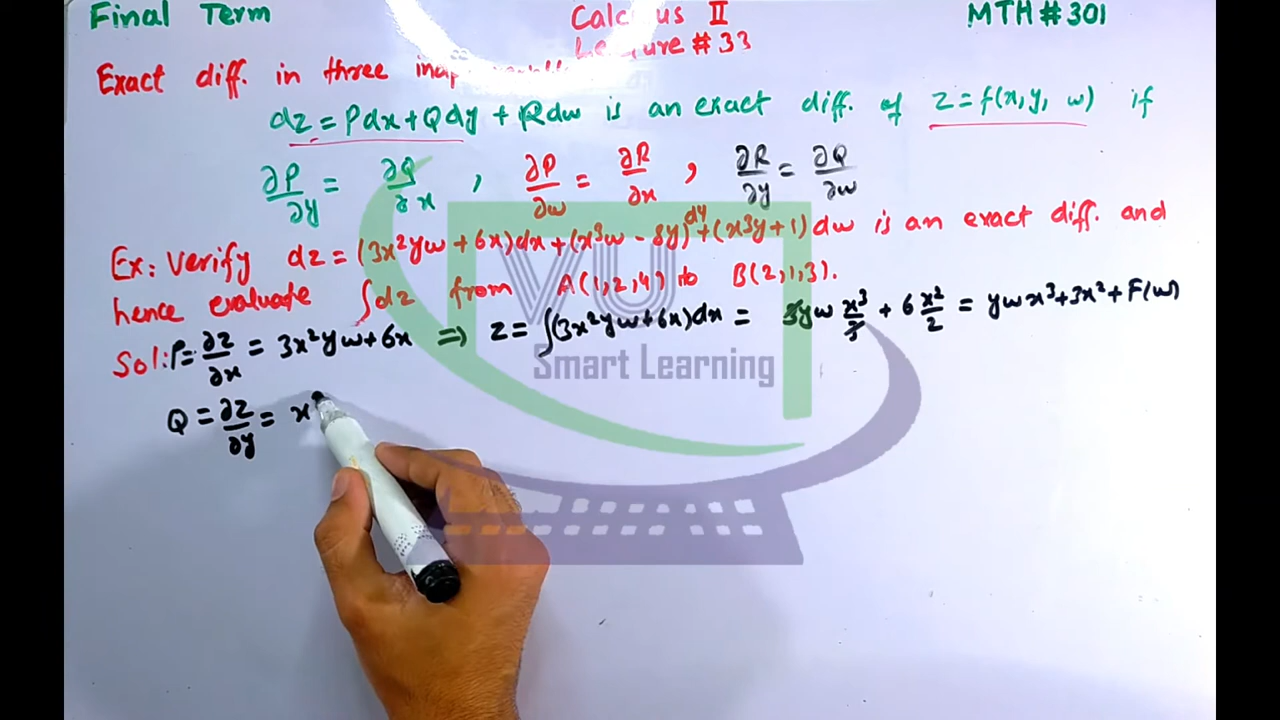 Final Term Calculus II MTH # 301
Lecture # 33
Exact diff. in three
dz = Pdx + Qdy + Rdw is an exact diff. of z = f(x, y, w) if
∂P/∂y = ∂Q/∂x , ∂P/∂w = ∂R/∂x , ∂R/∂y = ∂Q/∂w
Ex: Verify dz = (3x²yw + 6x)dx + (x³w - 8y)dy + (x³y + 1)dw is an exact diff. and
hence evaluate ∫dz from A(1,2,4) to B(2,1,3).
Sol: P = ∂z/∂x = 3x²yw + 6x ⇒ z = ∫(3x²yw + 6x)dx = 3yw x³/3 + 6 x²/2 = ywx³ + 3x² + F(w)
Q = ∂z/∂y = x
VU
Smart Learning